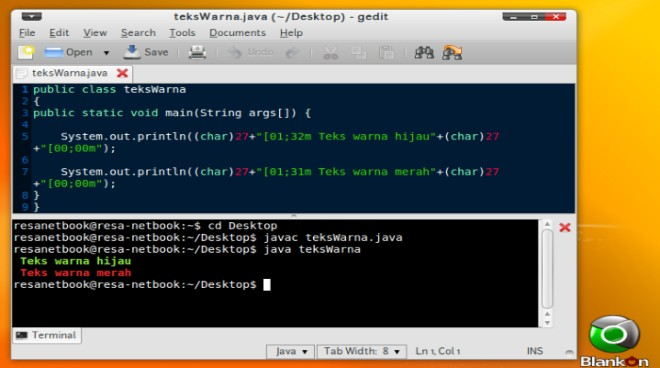 teksWarna.java (~/Desktop) - gedit
File Edit View Search Tools Documents Help
Open Save Undo
teksWarna.java
1 public class teksWarna
2 {
3 public static void main(String args[]) {
4
5 System.out.println((char)27+"[01;32m Teks warna hijau"+(char)27
+"[00;00m");
6
7 System.out.println((char)27+"[01;31m Teks warna merah"+(char)27
+"[00;00m");
8 }
9 }
resanetbook@resa-netbook:~$ cd Desktop
resanetbook@resa-netbook:~/Desktop$ javac teksWarna.java
resanetbook@resa-netbook:~/Desktop$ java teksWarna
Teks warna hijau
Teks warna merah
resanetbook@resa-netbook:~/Desktop$
Terminal
Java Tab Width: 8 Ln 1, Col 1 INS
BlankOn